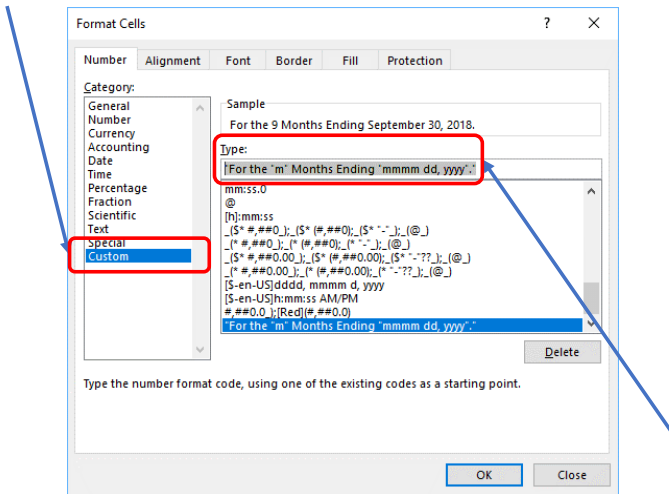 Format Cells ? ×
Number Alignment Font Border Fill Protection
Category:
General
Number
Currency
Accounting
Date
Time
Percentage
Fraction
Scientific
Text
Special
Custom
Sample
For the 9 Months Ending September 30, 2018.
Type:
"For the "m" Months Ending "mmmm dd, yyyy"."
mm:ss.0
@
[h]:mm:ss
_($* #,##0_);_($* (#,##0);_($* "-"_);_(@_)
_(* #,##0_);_(* (#,##0);_(* "-"_);_(@_)
_($* #,##0.00_);_($* (#,##0.00);_($* "-"??_);_(@_)
_(* #,##0.00_);_(* (#,##0.00);_(* "-"??_);_(@_)
[$-en-US]dddd, mmmm d, yyyy
[$-en-US]h:mm:ss AM/PM
#,##0.0_);[Red](#,##0.0)
"For the "m" Months Ending "mmmm dd, yyyy"."
Delete
Type the number format code, using one of the existing codes as a starting point.
OK Close